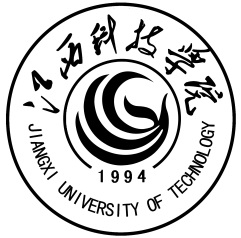 江西科技学院
1994
JIANGXI UNIVERSITY OF TECHNOLOGY